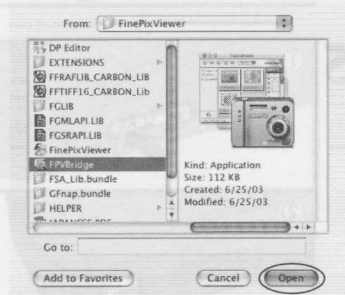 From: FinePixViewer
DP Editor
EXTENSIONS
FFRAFLIB_CARBON_LIB
FFTIFF16_CARBON_Lib
FGLIB
FGMLAPI.LIB
FGSRAPI.LIB
FinePixViewer
FPVBridge
FSA_Lib.bundle
GFnap.bundle
HELPER
Kind: Application
Size: 112 KB
Created: 6/25/03
Modified: 6/25/03
Go to:
Add to Favorites Cancel Open